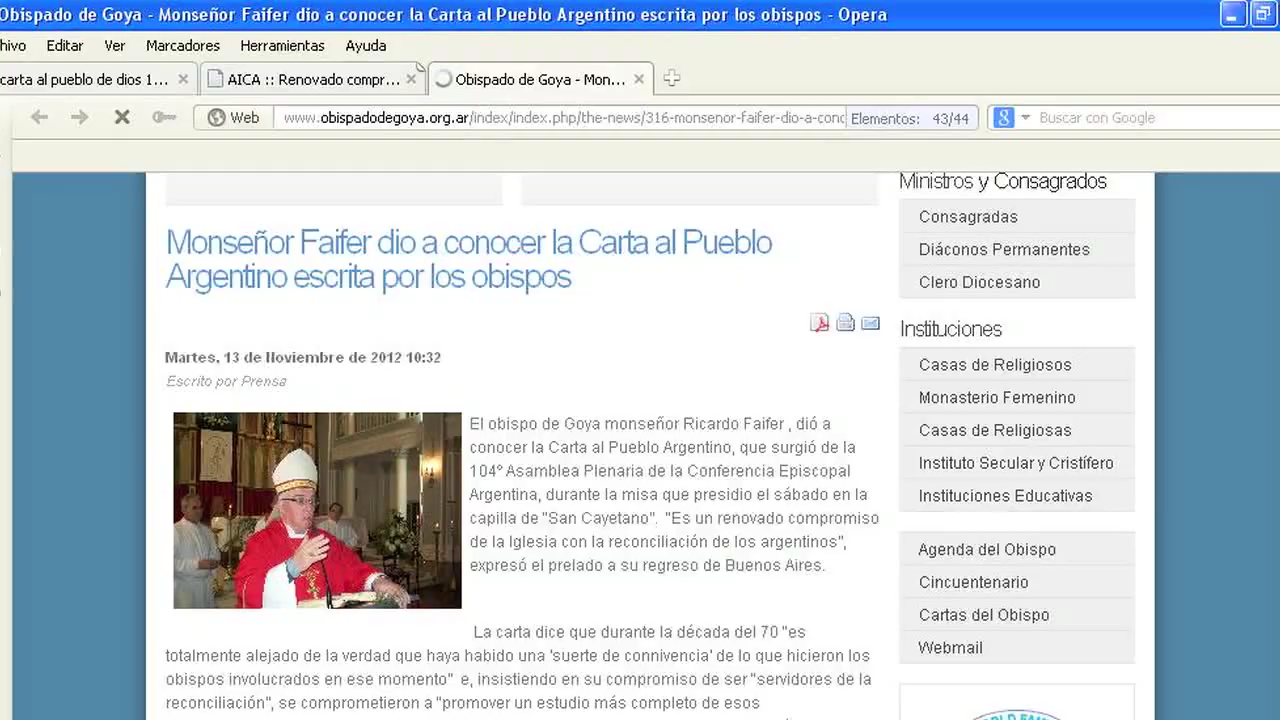 Obispado de Goya - Monseñor Faifer dio a conocer la Carta al Pueblo Argentino escrita por los obispos - Opera
hivo Editar Ver Marcadores Herramientas Ayuda
carta al pueblo de dios 1... AICA :: Renovado compr... Obispado de Goya - Mon...
Web www.obispadodegoya.org.ar/index/index.php/the-news/316-monsenor-faifer-dio-a-conc Elementos: 43/44 Buscar con Google
Ministros y Consagrados
Consagradas
Diáconos Permanentes
Clero Diocesano
Instituciones
Casas de Religiosos
Monasterio Femenino
Casas de Religiosas
Instituto Secular y Cristífero
Instituciones Educativas
Agenda del Obispo
Cincuentenario
Cartas del Obispo
Webmail
Monseñor Faifer dio a conocer la Carta al Pueblo
Argentino escrita por los obispos
Martes, 13 de Noviembre de 2012 10:32
Escrito por Prensa
El obispo de Goya monseñor Ricardo Faifer , dió a
conocer la Carta al Pueblo Argentino, que surgió de la
104º Asamblea Plenaria de la Conferencia Episcopal
Argentina, durante la misa que presidio el sábado en la
capilla de "San Cayetano". "Es un renovado compromiso
de la Iglesia con la reconciliación de los argentinos",
expresó el prelado a su regreso de Buenos Aires.
La carta dice que durante la década del 70 "es
totalmente alejado de la verdad que haya habido una 'suerte de connivencia' de lo que hicieron los
obispos involucrados en ese momento" e, insistiendo en su compromiso de ser "servidores de la
reconciliación", se comprometieron a "promover un estudio más completo de esos